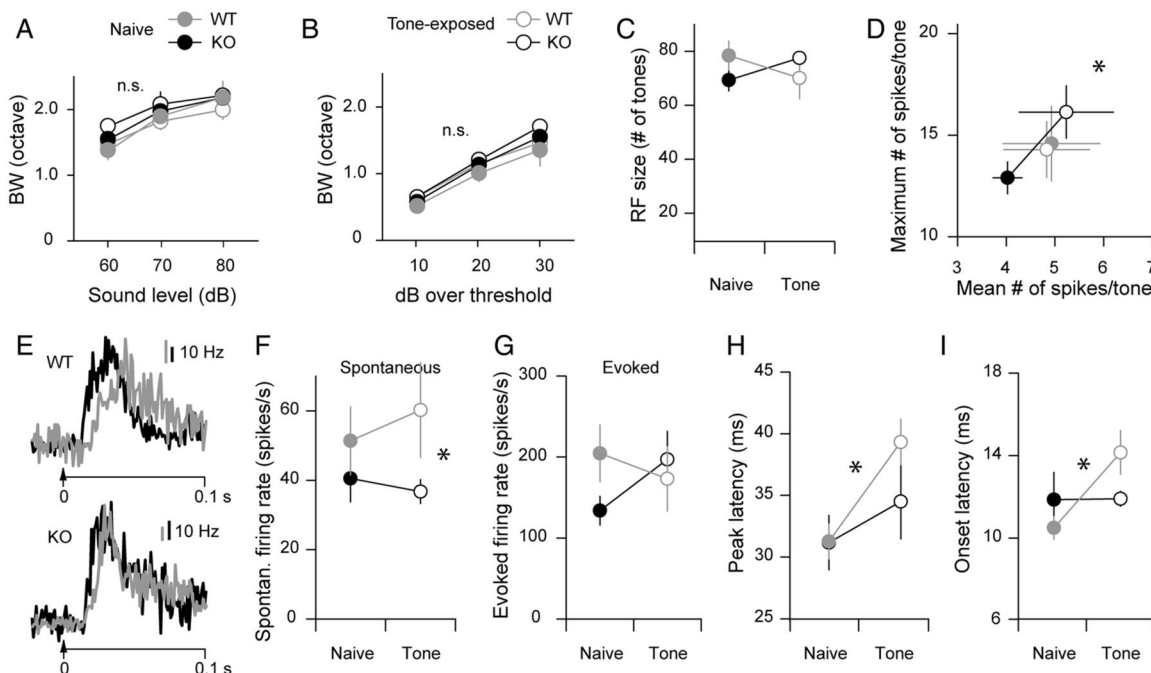 A
Naive
WT
KO
BW (octave)
2.0
1.0
0
n.s.
60
70
80
Sound level (dB)
B
Tone-exposed
WT
KO
BW (octave)
2.0
1.0
0
n.s.
10
20
30
dB over threshold
C
RF size (# of tones)
80
60
40
20
Naive
Tone
D
Maximum # of spikes/tone
20
15
10
*
3
4
5
6
7
Mean # of spikes/tone
E
WT
10 Hz
0
0.1 s
KO
10 Hz
0
0.1 s
F
Spontaneous
Spontan. firing rate (spikes/s)
60
40
20
0
*
Naive
Tone
G
Evoked
Evoked firing rate (spikes/s)
300
200
100
0
Naive
Tone
H
Peak latency (ms)
45
40
35
30
25
*
Naive
Tone
I
Onset latency (ms)
18
14
10
6
*
Naive
Tone